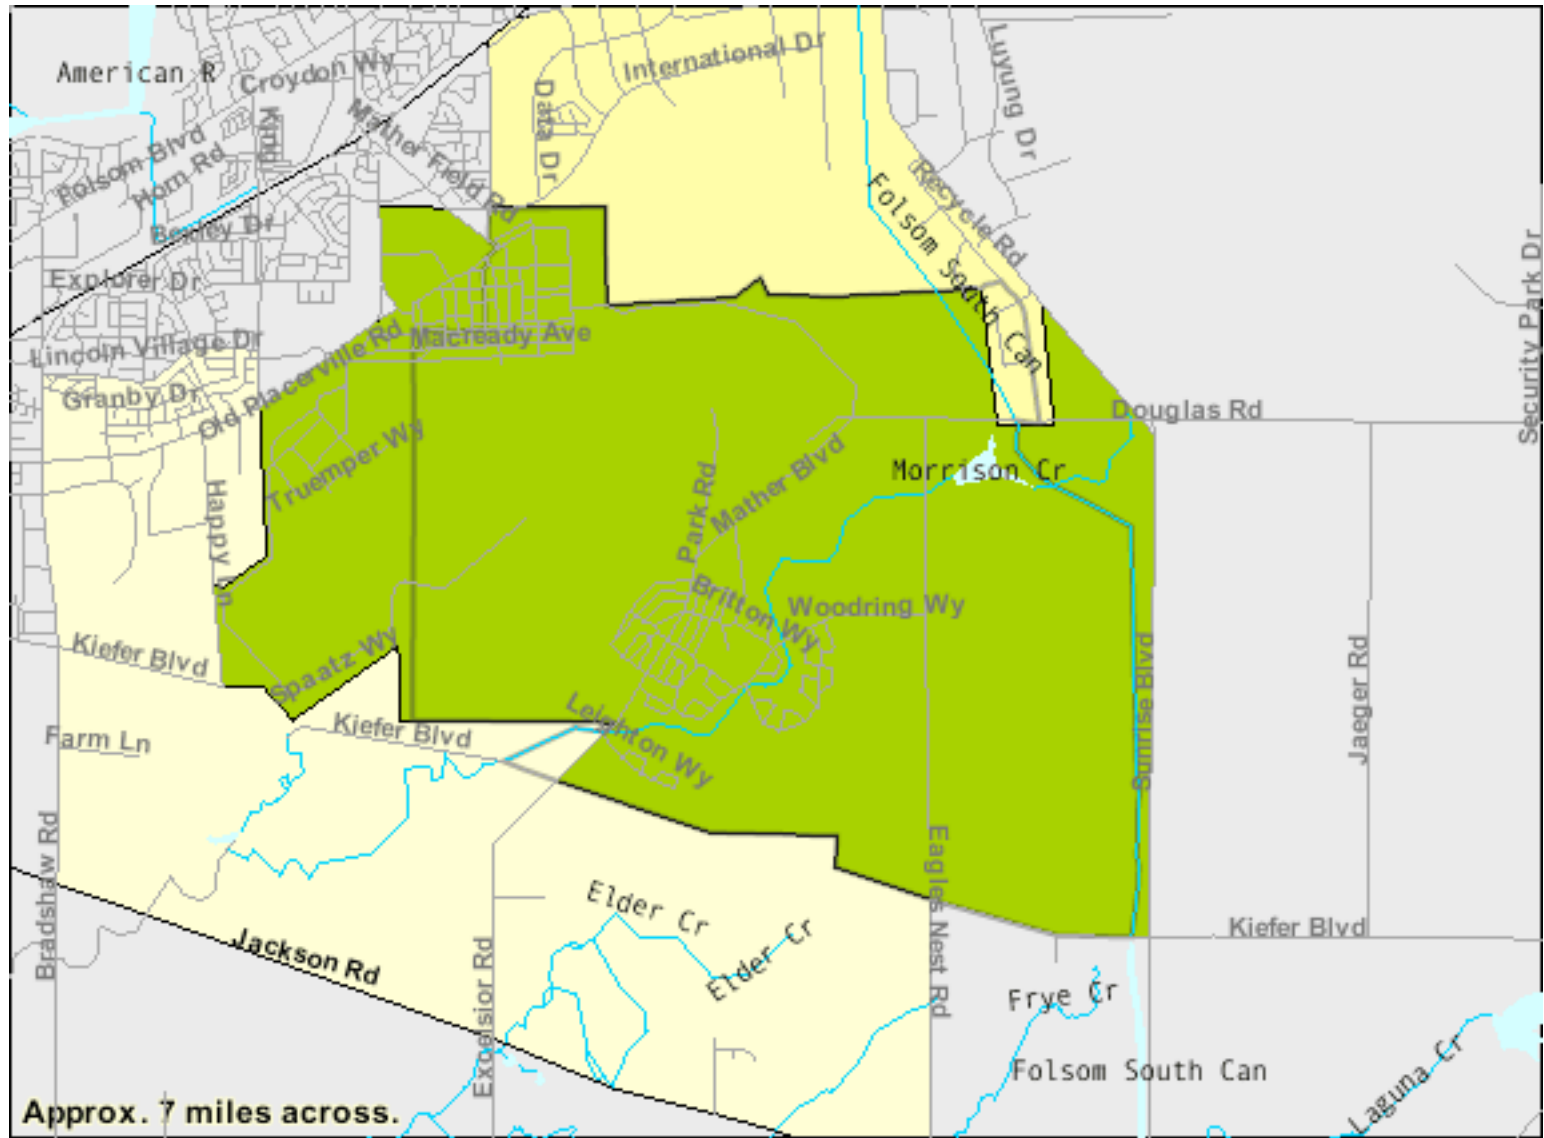 American R
Croydon Wy
International Dr
Luyung Dr
Data Dr
Mather Field Rd
Folsom Blvd
Horn Rd
King
Bexley Dr
Recycle Rd
Folsom South Can
Explorer Dr
Security Park Dr
Lincoln Village Dr
Old Placerville Rd
Macready Ave
Granby Dr
Douglas Rd
Truemper Wy
Mather Blvd
Morrison Cr
Park Rd
Happy Ln
Britton Wy
Woodring Wy
Kiefer Blvd
Spaatz Wy
Sunrise Blvd
Jaeger Rd
Farm Ln
Kiefer Blvd
Leighton Wy
Bradshaw Rd
Eagles Nest Rd
Elder Cr
Elder Cr
Kiefer Blvd
Jackson Rd
Excelsior Rd
Frye Cr
Folsom South Can
Laguna Cr
Approx. 7 miles across.